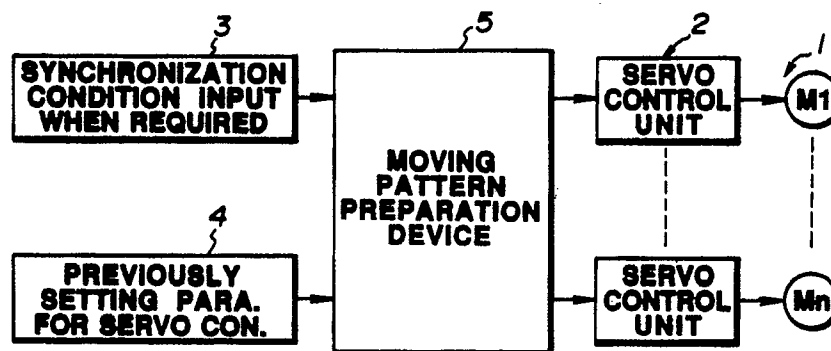 3
SYNCHRONIZATION
CONDITION INPUT
WHEN REQUIRED
4
PREVIOUSLY
SETTING PARA.
FOR SERVO CON.
5
MOVING
PATTERN
PREPARATION
DEVICE
2
SERVO
CONTROL
UNIT
1
M1
SERVO
CONTROL
UNIT
Mn